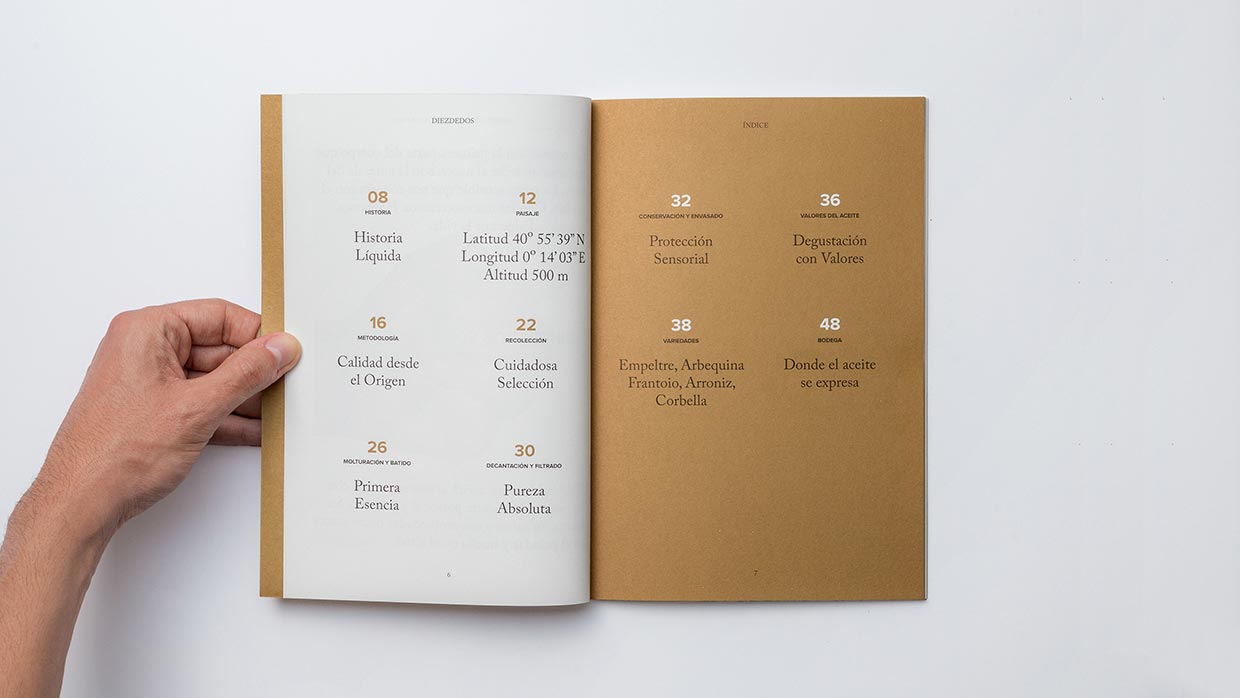 DIEZDEDOS
08
HISTORIA
Historia
Líquida
12
PAISAJE
Latitud 40º 55’ 39” N
Longitud 0º 14’ 03” E
Altitud 500 m
16
METODOLOGÍA
Calidad desde
el Origen
22
RECOLECCIÓN
Cuidadosa
Selección
26
MOLTURACIÓN Y BATIDO
Primera
Esencia
30
DECANTACIÓN Y FILTRADO
Pureza
Absoluta
6
ÍNDICE
32
CONSERVACIÓN Y ENVASADO
Protección
Sensorial
36
VALORES DEL ACEITE
Degustación
con Valores
38
VARIEDADES
Empeltre, Arbequina
Frantoio, Arroniz,
Corbella
48
BODEGA
Donde el aceite
se expresa
7